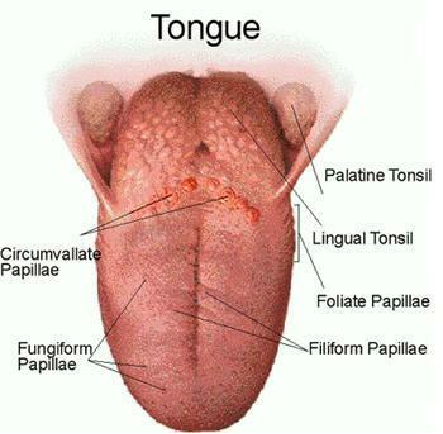 Tongue
Palatine Tonsil
Lingual Tonsil
Circumvallate
Papillae
Foliate Papillae
Fungiform
Papillae
Filiform Papillae